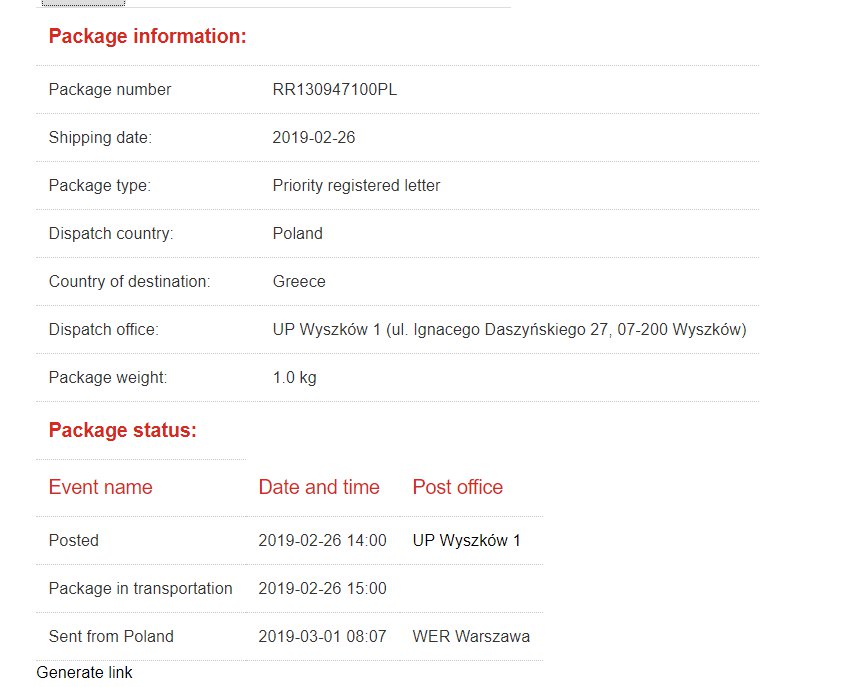 Package information:
Package number RR130947100PL
Shipping date: 2019-02-26
Package type: Priority registered letter
Dispatch country: Poland
Country of destination: Greece
Dispatch office: UP Wyszków 1 (ul. Ignacego Daszyńskiego 27, 07-200 Wyszków)
Package weight: 1.0 kg
Package status:
Event name Date and time Post office
Posted 2019-02-26 14:00 UP Wyszków 1
Package in transportation 2019-02-26 15:00
Sent from Poland 2019-03-01 08:07 WER Warszawa
Generate link